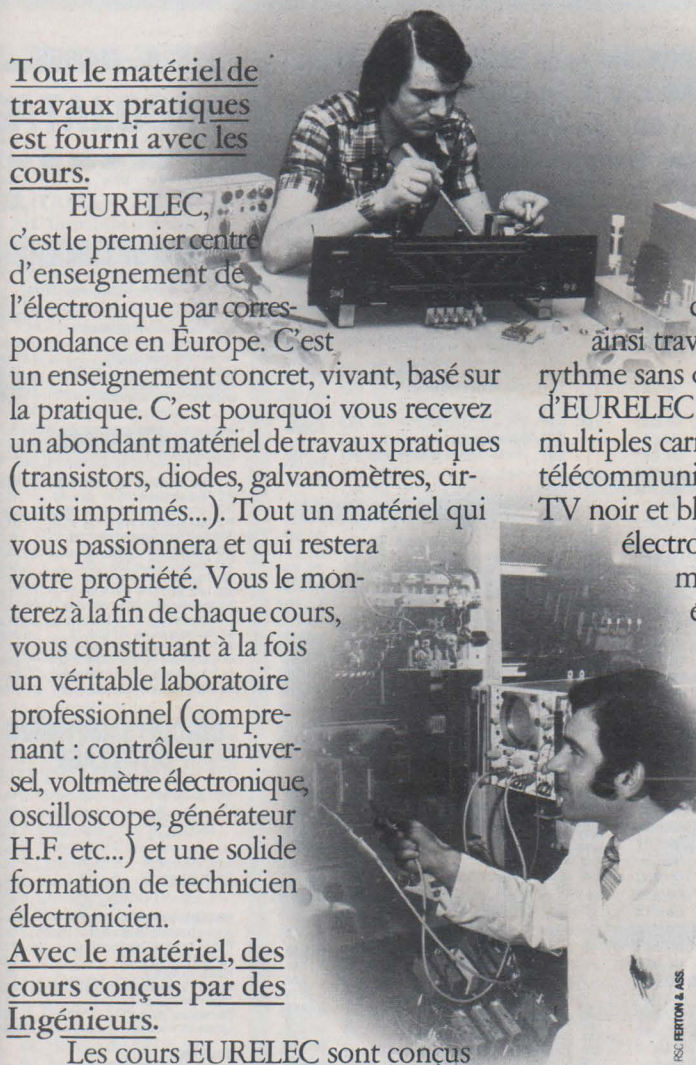 Tout le matériel de
travaux pratiques
est fourni avec les
cours.
EURELEC,
c'est le premier centre
d'enseignement de
l'électronique par corres-
pondance en Europe. C'est
un enseignement concret, vivant, basé sur
la pratique. C'est pourquoi vous recevez
un abondant matériel de travaux pratiques
(transistors, diodes, galvanomètres, cir-
cuits imprimés...). Tout un matériel qui
vous passionnera et qui restera
votre propriété. Vous le mon-
terez à la fin de chaque cours,
vous constituant à la fois
un véritable laboratoire
professionnel (compre-
nant : contrôleur univer-
sel, voltmètre électronique,
oscilloscope, générateur
H.F. etc...) et une solide
formation de technicien
électronicien.
Avec le matériel, des
cours conçus par des
Ingénieurs.
Les cours EURELEC sont conçus
ainsi trav
rythme sans
d'EURELEC
multiples car
télécommuni
TV noir et bl
électro
m
RSC FERTON & ASS.